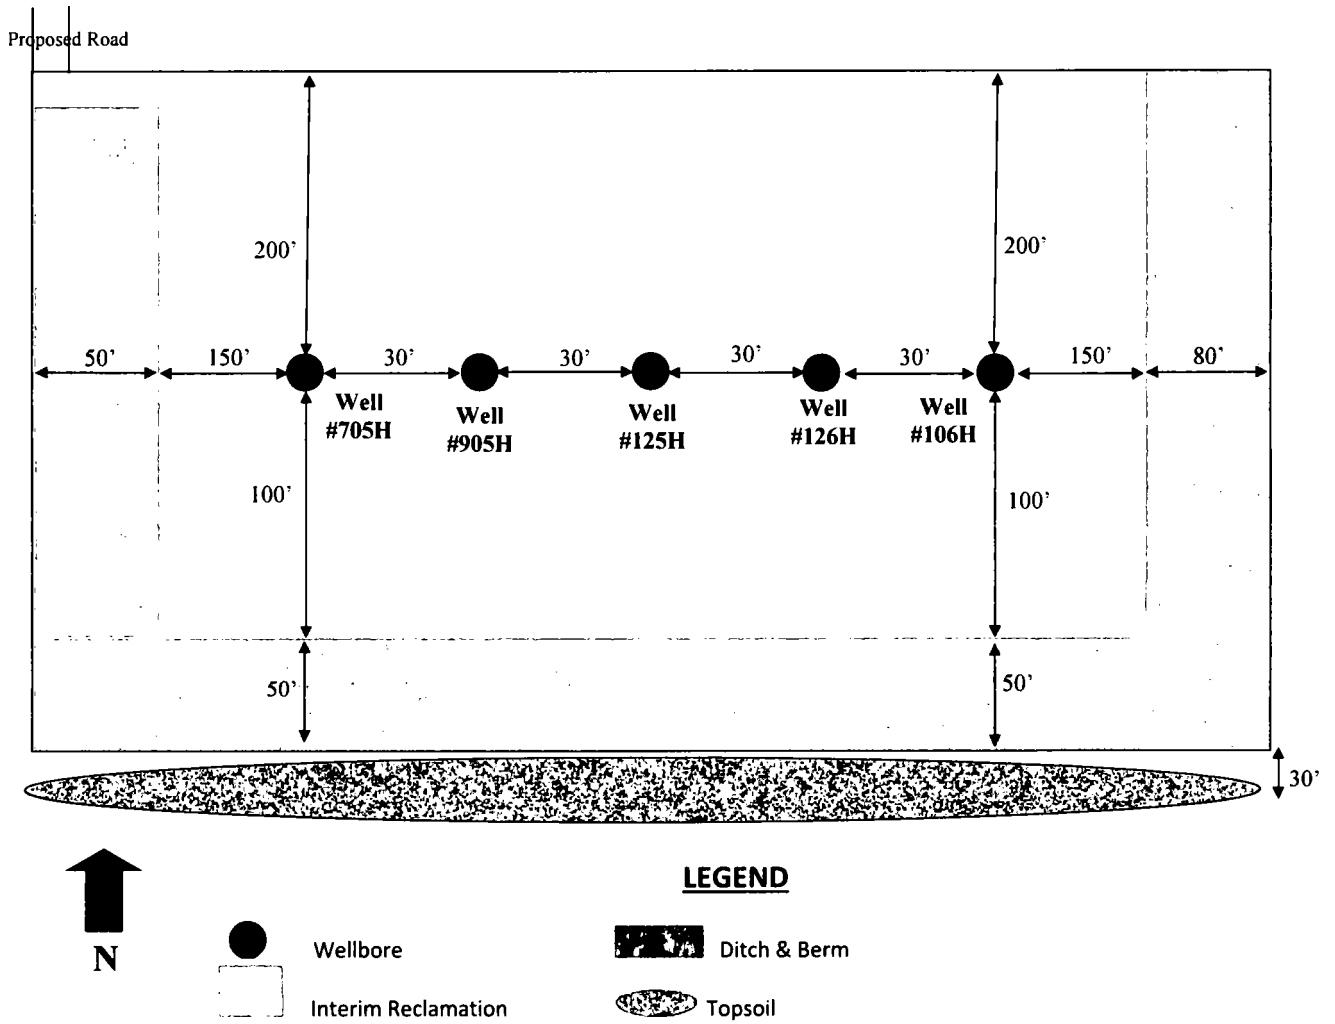 Proposed Road
200’
200’
50’
150’
30’
30’
30’
30’
150’
80’
Well
#705H
Well
#905H
Well
#125H
Well
#126H
Well
#106H
100’
100’
50’
50’
30’
LEGEND
N
Wellbore
Ditch & Berm
Interim Reclamation
Topsoil